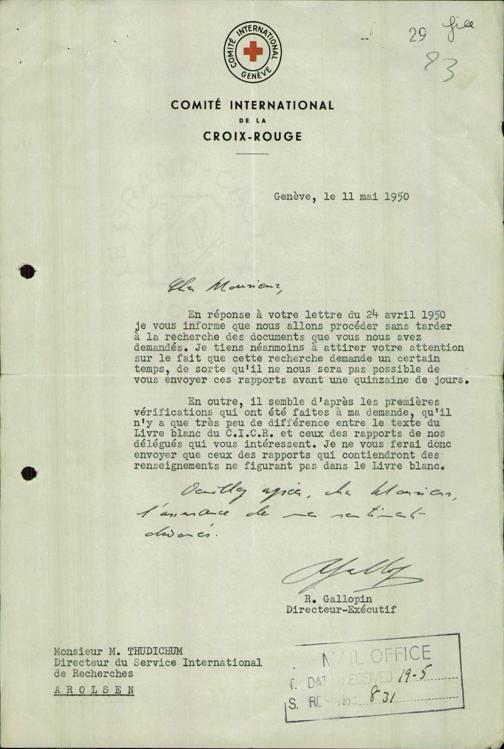 29
83
COMITÉ INTERNATIONAL
GENÈVE
COMITÉ INTERNATIONAL
DE LA
CROIX-ROUGE
Genève, le 11 mai 1950
Cher Monsieur,
En réponse à votre lettre du 24 avril 1950
je vous informe que nous allons procéder sans tarder
à la recherche des documents que vous nous avez
demandés. Je tiens néanmoins à attirer votre attention
sur le fait que cette recherche demande un certain
temps, de sorte qu'il ne nous sera pas possible de
vous envoyer ces rapports avant une quinzaine de jours.
En outre, il semble d'après les premières
vérifications qui ont été faites à ma demande, qu'il
n'y a que très peu de différence entre le texte du
Livre blanc du C.I.C.R. et ceux des rapports de nos
délégués qui vous intéressent. Je ne vous ferai donc
envoyer que ceux des rapports qui contiendront des
renseignements ne figurant pas dans le Livre blanc.
Veuillez agréer, cher Monsieur,
l'assurance de mes sentiments
dévoués.
R. Gallopin
Directeur-Exécutif
Monsieur M. THUDICHUM
Directeur du Service International
de Recherches
AROLSEN
MAIL OFFICE
DATE RECEIVED 19-5
S. No: 831